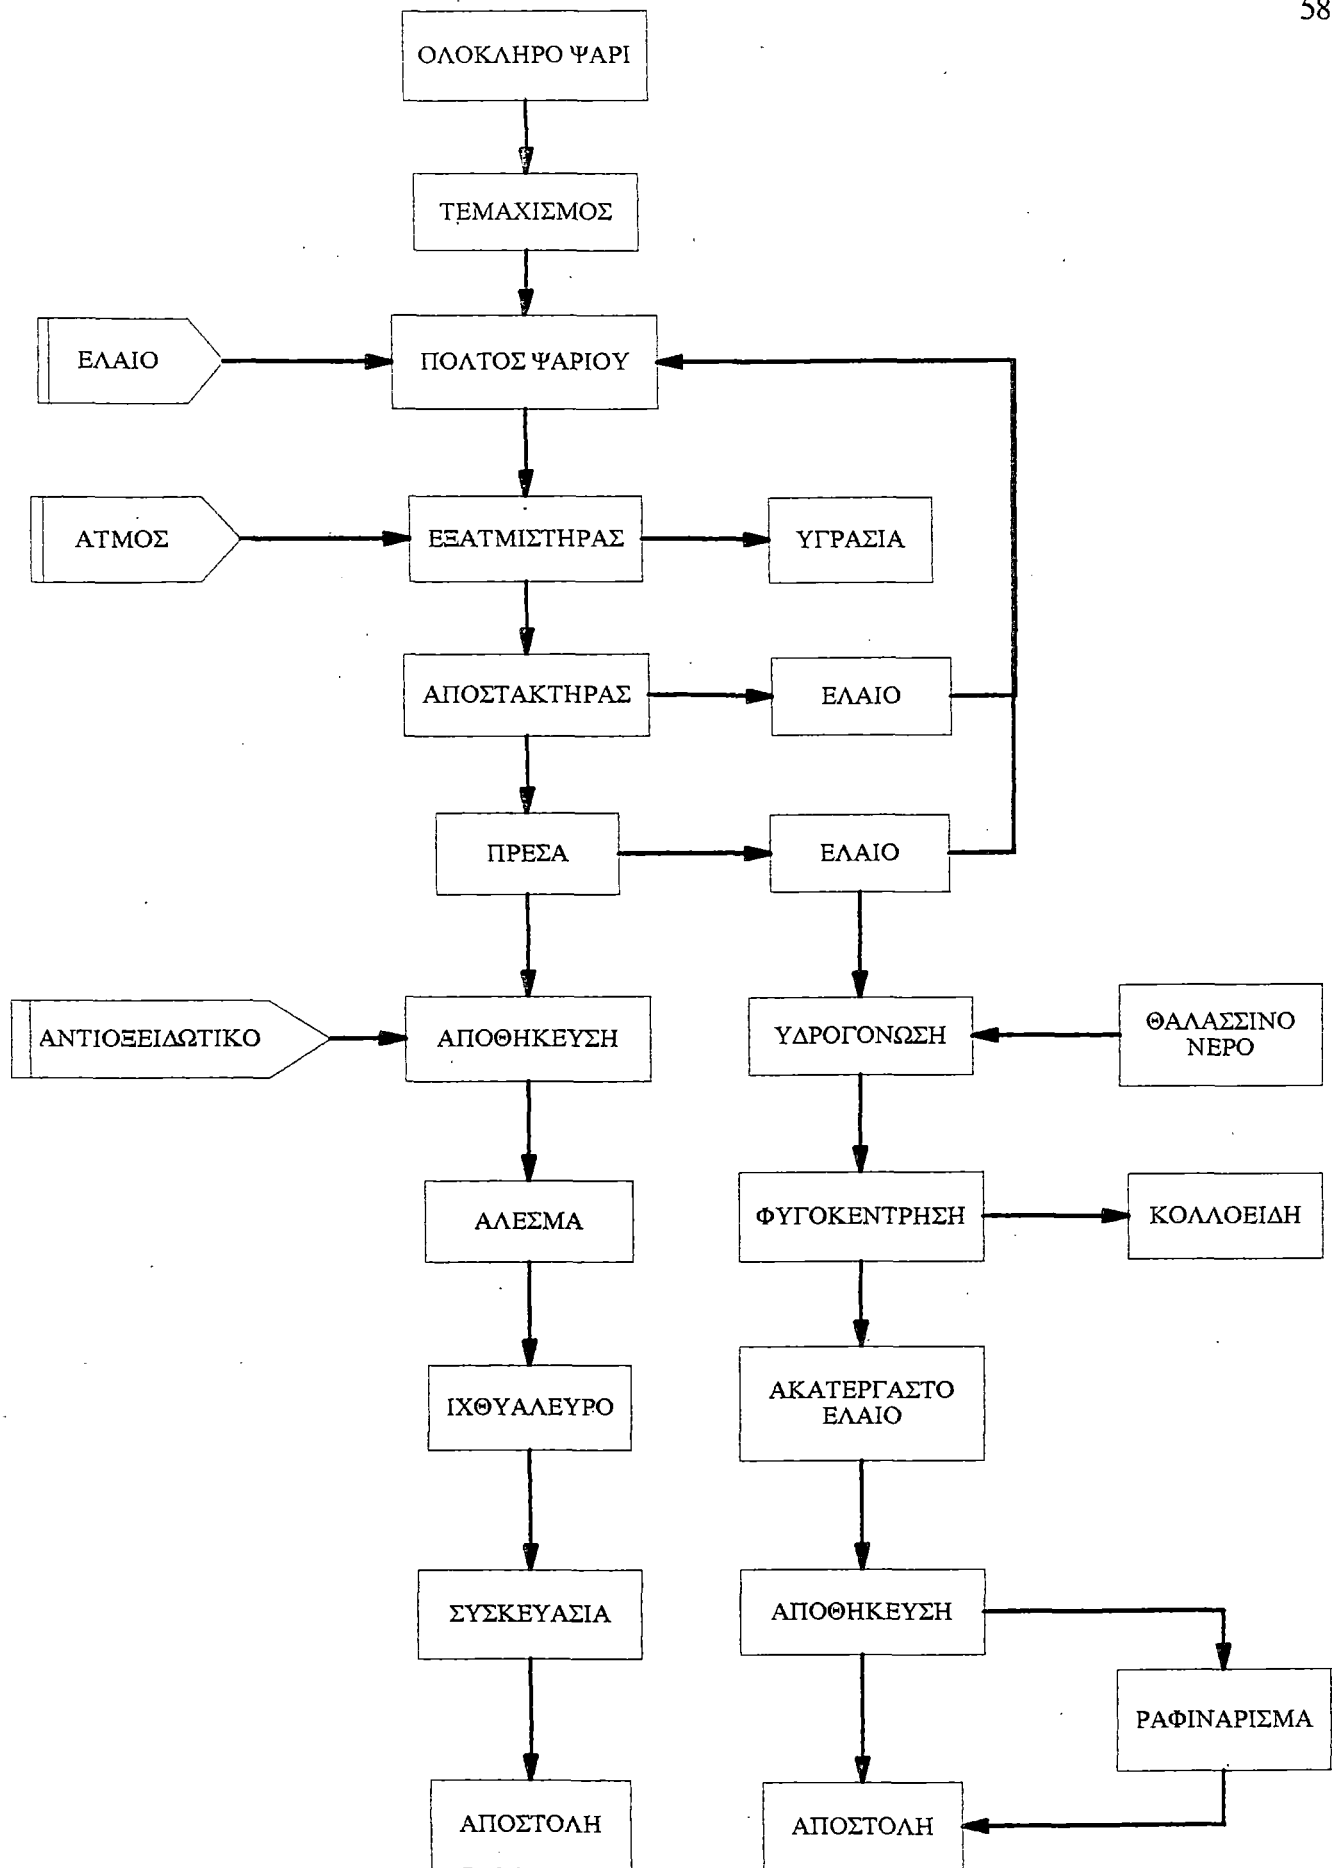 58
ΟΛΟΚΛΗΡΟ ΨΑΡΙ
ΤΕΜΑΧΙΣΜΟΣ
ΕΛΑΙΟ
ΠΟΛΤΟΣ ΨΑΡΙΟΥ
ΑΤΜΟΣ
ΕΞΑΤΜΙΣΤΗΡΑΣ
ΥΓΡΑΣΙΑ
ΑΠΟΣΤΑΚΤΗΡΑΣ
ΕΛΑΙΟ
ΠΡΕΣΑ
ΕΛΑΙΟ
ΑΝΤΙΟΞΕΙΔΩΤΙΚΟ
ΑΠΟΘΗΚΕΥΣΗ
ΥΔΡΟΓΟΝΩΣΗ
ΘΑΛΑΣΣΙΝΟ
ΝΕΡΟ
ΑΛΕΣΜΑ
ΦΥΓΟΚΕΝΤΡΗΣΗ
ΚΟΛΛΟΕΙΔΗ
ΙΧΘΥΑΛΕΥΡΟ
ΑΚΑΤΕΡΓΑΣΤΟ
ΕΛΑΙΟ
ΣΥΣΚΕΥΑΣΙΑ
ΑΠΟΘΗΚΕΥΣΗ
ΡΑΦΙΝΑΡΙΣΜΑ
ΑΠΟΣΤΟΛΗ
ΑΠΟΣΤΟΛΗ